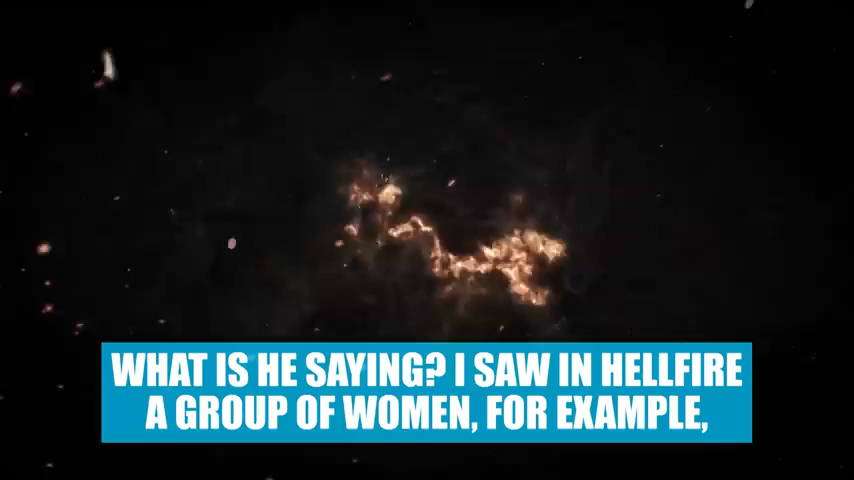 WHAT IS HE SAYING? I SAW IN HELLFIRE
A GROUP OF WOMEN, FOR EXAMPLE,